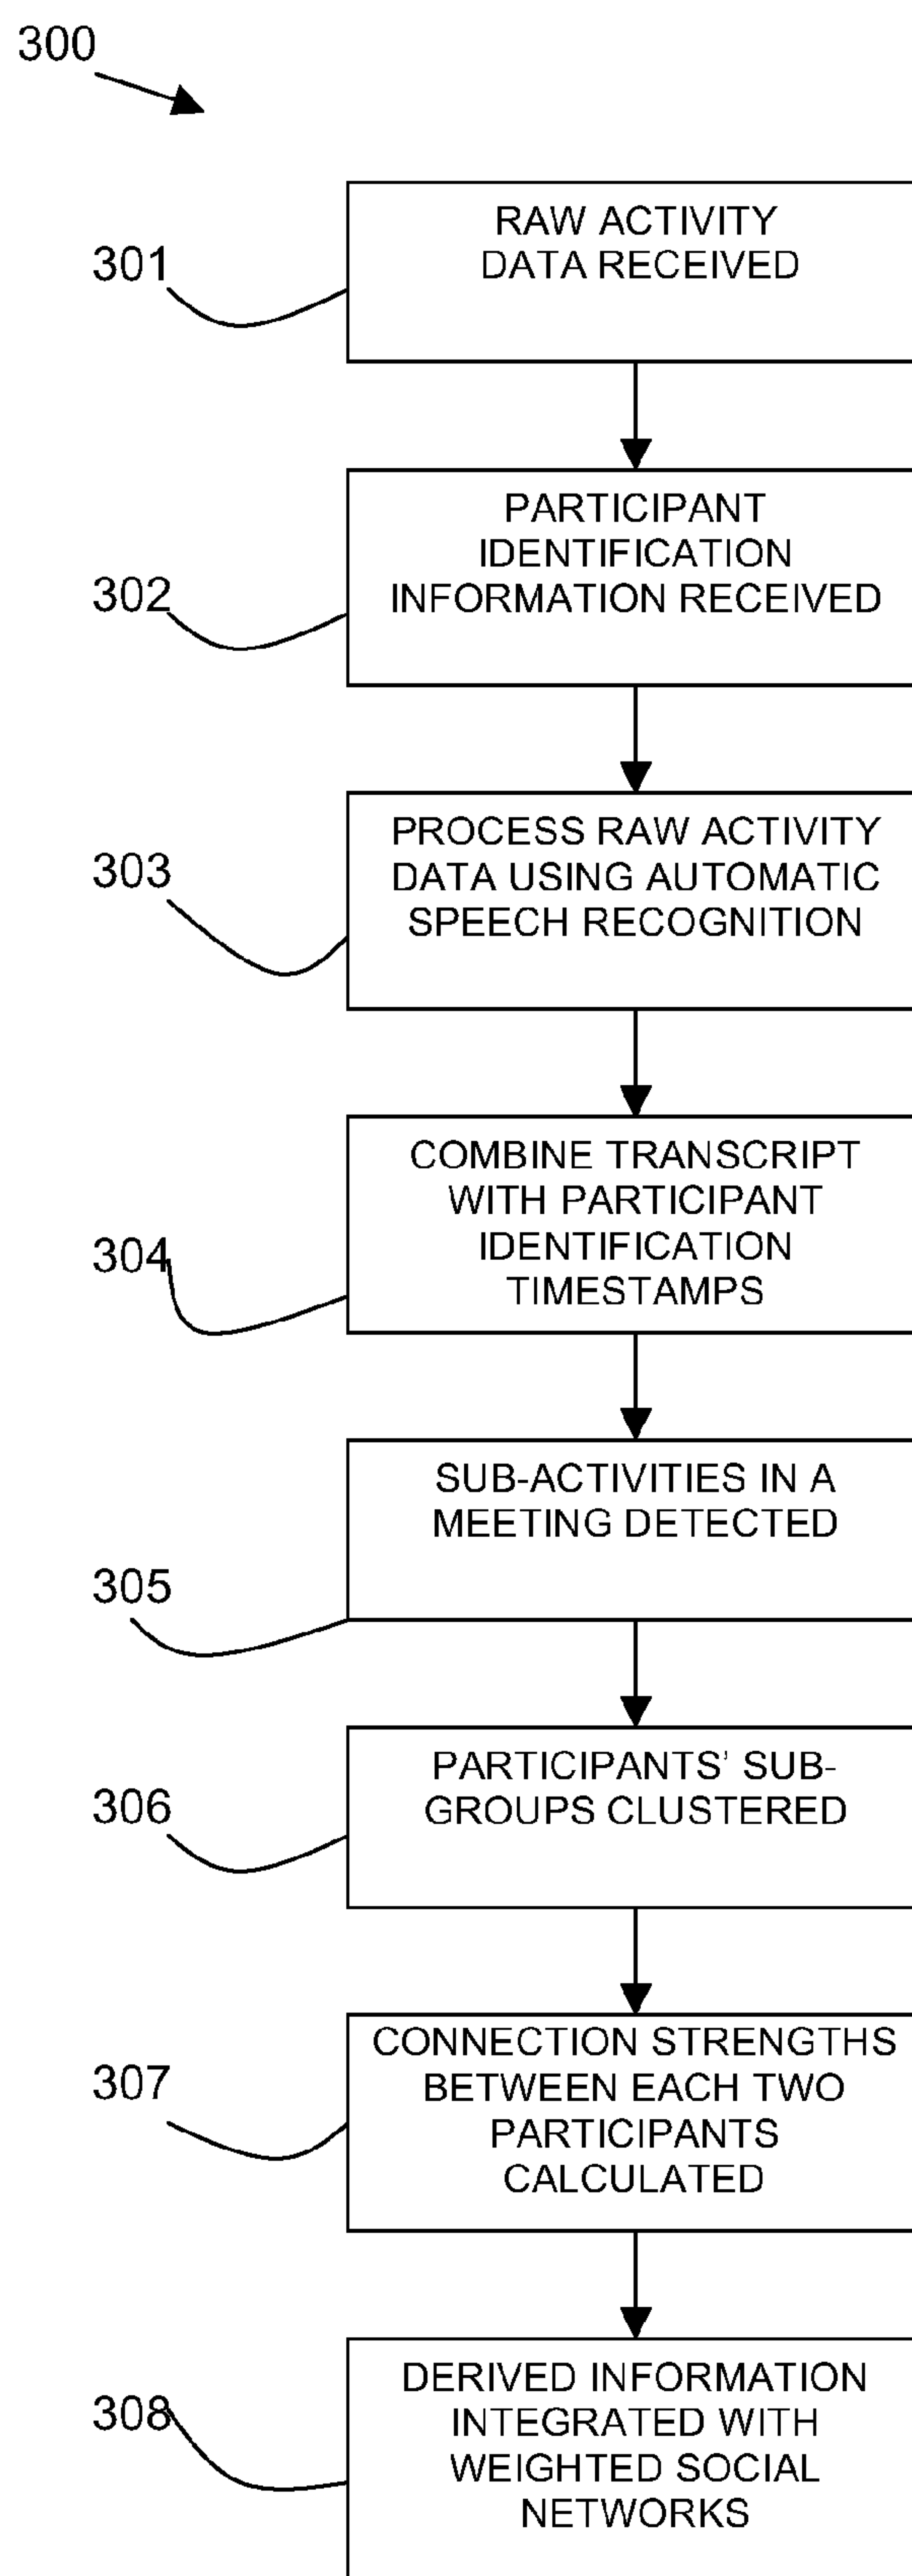 300
301
RAW ACTIVITY
DATA RECEIVED
302
PARTICIPANT
IDENTIFICATION
INFORMATION RECEIVED
303
PROCESS RAW ACTIVITY
DATA USING AUTOMATIC
SPEECH RECOGNITION
304
COMBINE TRANSCRIPT
WITH PARTICIPANT
IDENTIFICATION
TIMESTAMPS
305
SUB-ACTIVITIES IN A
MEETING DETECTED
306
PARTICIPANTS’ SUB-
GROUPS CLUSTERED
307
CONNECTION STRENGTHS
BETWEEN EACH TWO
PARTICIPANTS
CALCULATED
308
DERIVED INFORMATION
INTEGRATED WITH
WEIGHTED SOCIAL
NETWORKS